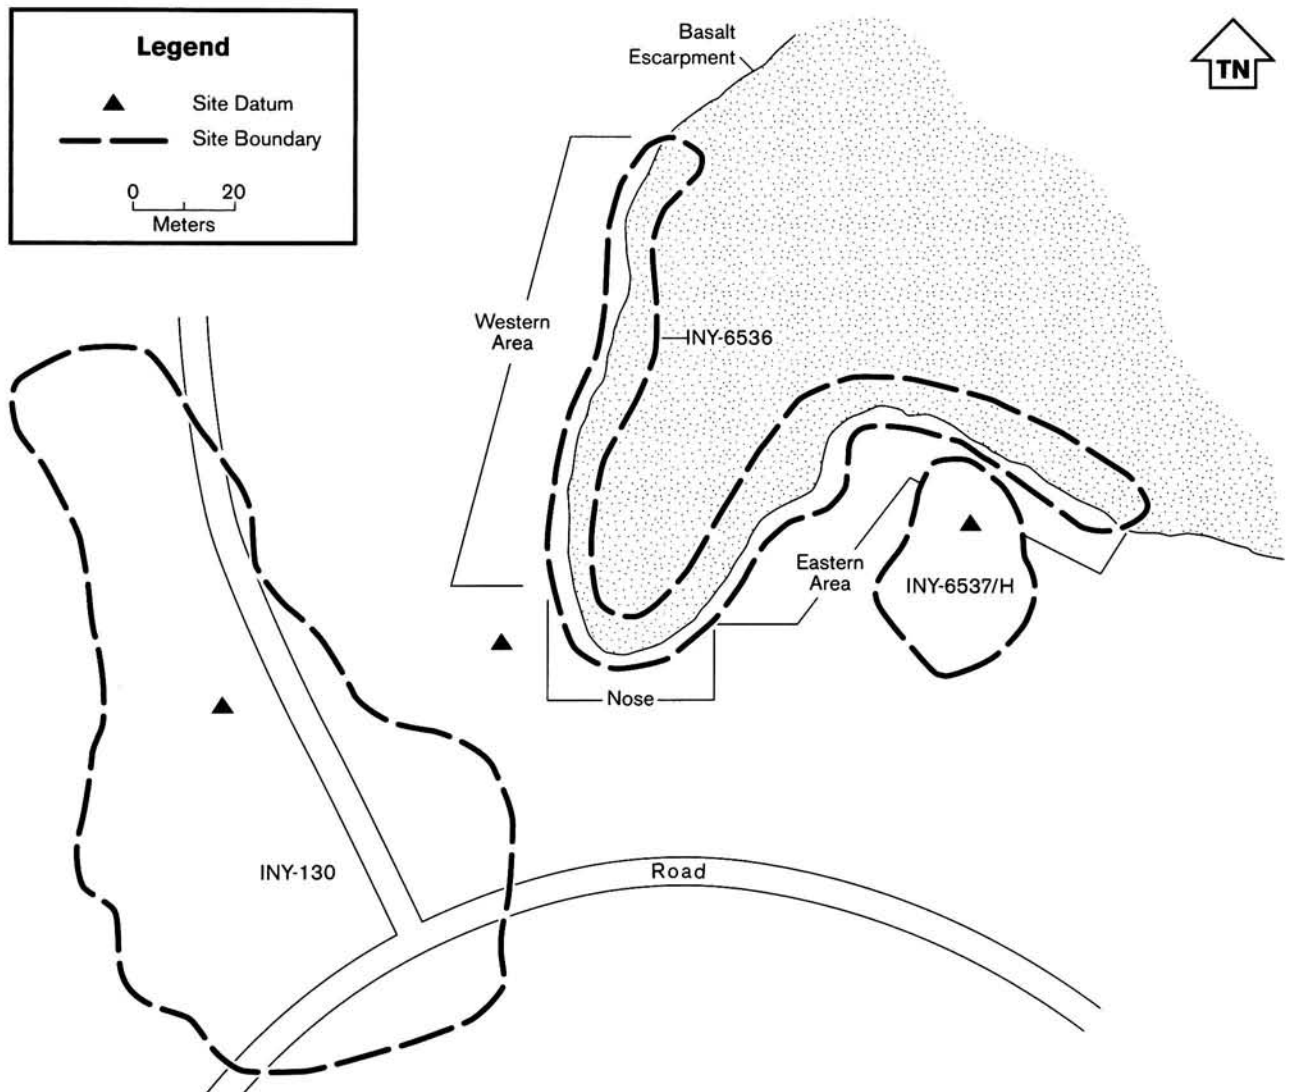 Legend
Site Datum
Site Boundary
0 20
Meters
Basalt
Escarpment
TN
Western
Area
INY-6536
Eastern
Area
INY-6537/H
Nose
INY-130
Road